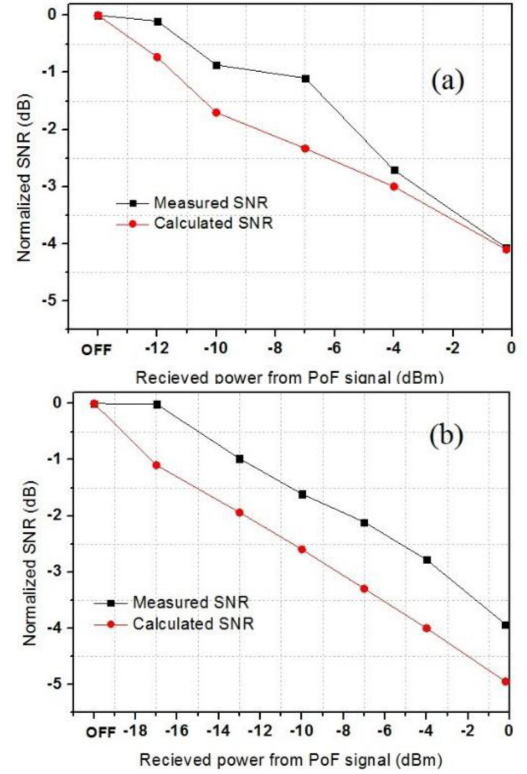 0
-1
-2
-3
-4
-5
Normalized SNR (dB)
(a)
Measured SNR
Calculated SNR
OFF -12 -10 -8 -6 -4 -2 0
Recieved power from PoF signal (dBm)
0
-1
-2
-3
-4
-5
Normalized SNR (dB)
(b)
Measured SNR
Calculated SNR
OFF -18 -16 -14 -12 -10 -8 -6 -4 -2 0
Recieved power from PoF signal (dBm)